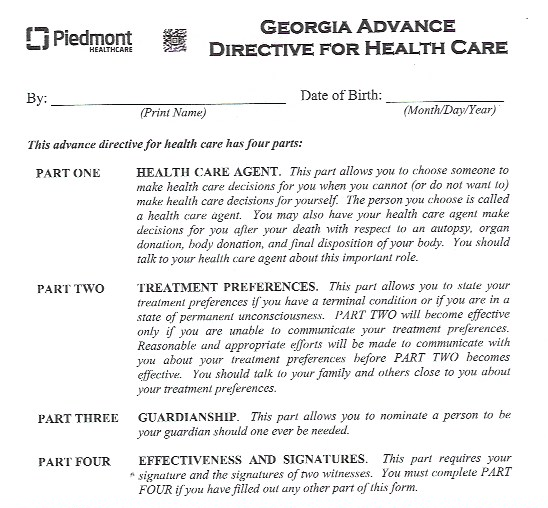 Piedmont
HEALTHCARE
GEORGIA ADVANCE
DIRECTIVE FOR HEALTH CARE
By: Date of Birth:
(Print Name) (Month/Day/Year)
This advance directive for health care has four parts:
PART ONE HEALTH CARE AGENT. This part allows you to choose someone to
make health care decisions for you when you cannot (or do not want to)
make health care decisions for yourself. The person you choose is called
a health care agent. You may also have your health care agent make
decisions for you after your death with respect to an autopsy, organ
donation, body donation, and final disposition of your body. You should
talk to your health care agent about this important role.
PART TWO TREATMENT PREFERENCES. This part allows you to state your
treatment preferences if you have a terminal condition or if you are in a
state of permanent unconsciousness. PART TWO will become effective
only if you are unable to communicate your treatment preferences.
Reasonable and appropriate efforts will be made to communicate with
you about your treatment preferences before PART TWO becomes
effective. You should talk to your family and others close to you about
your treatment preferences.
PART THREE GUARDIANSHIP. This part allows you to nominate a person to be
your guardian should one ever be needed.
PART FOUR EFFECTIVENESS AND SIGNATURES. This part requires your
signature and the signatures of two witnesses. You must complete PART
FOUR if you have filled out any other part of this form.